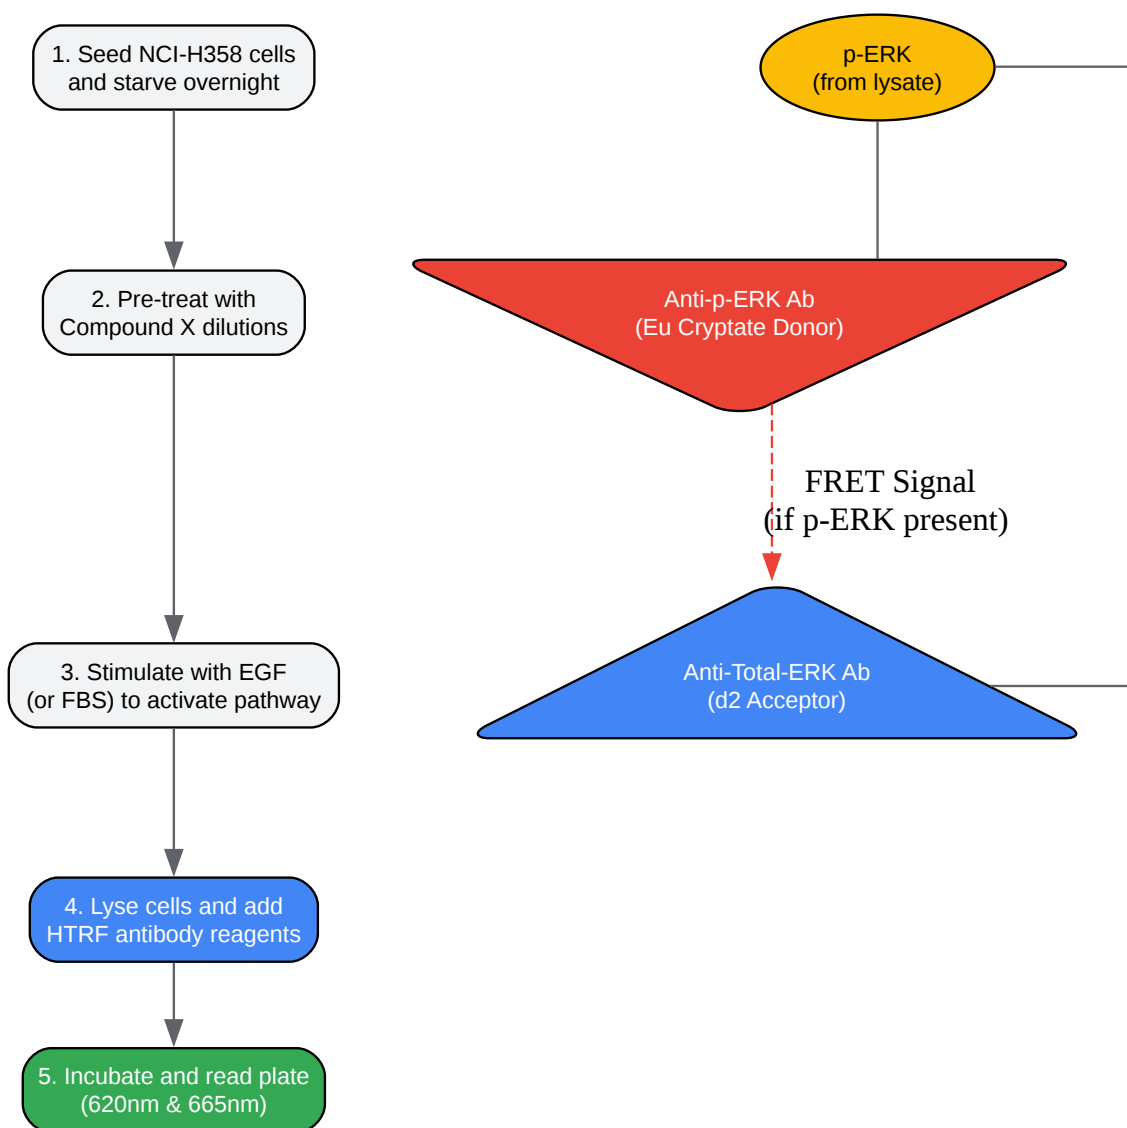 1. Seed NCI-H358 cells
and starve overnight
2. Pre-treat with
Compound X dilutions
3. Stimulate with EGF
(or FBS) to activate pathway
4. Lyse cells and add
HTRF antibody reagents
5. Incubate and read plate
(620nm & 665nm)
p-ERK
(from lysate)
Anti-p-ERK Ab
(Eu Cryptate Donor)
FRET Signal
(if p-ERK present)
Anti-Total-ERK Ab
(d2 Acceptor)